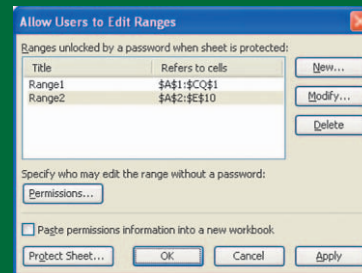 Allow Users to Edit Ranges
Ranges unlocked by a password when sheet is protected:
Title Refers to cells
Range1 $A$1:$CQ$1
Range2 $A$2:$E$10
New...
Modify...
Delete
Specify who may edit the range without a password:
Permissions...
Paste permissions information into a new workbook
Protect Sheet... OK Cancel Apply